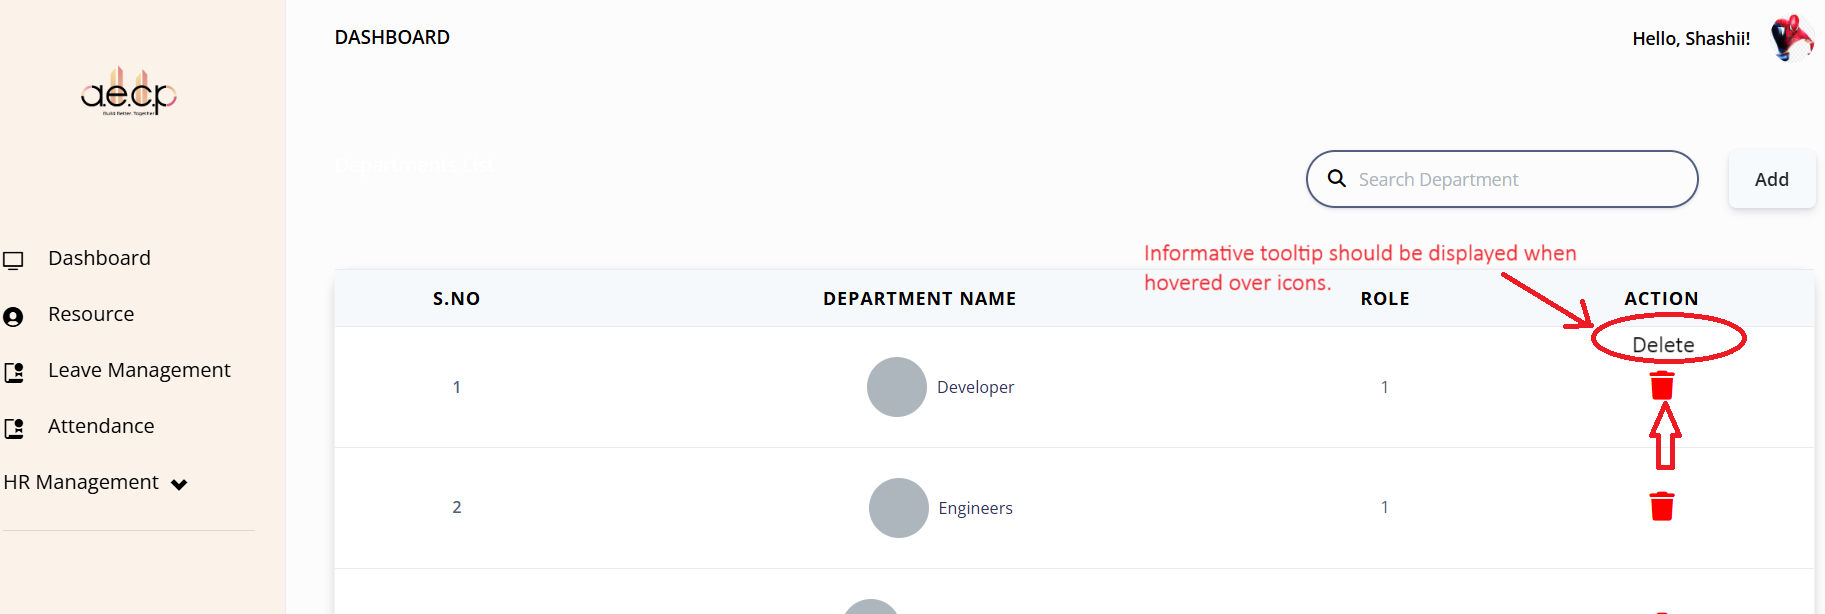 DASHBOARD
Hello, Shashii!
a.e.c.p
Build Better. Together.
Departments List
Search Department
Add
Dashboard
Resource
Leave Management
Attendance
HR Management
Informative tooltip should be displayed when
hovered over icons.
S.NO DEPARTMENT NAME ROLE ACTION
Delete
1 Developer 1
2 Engineers 1